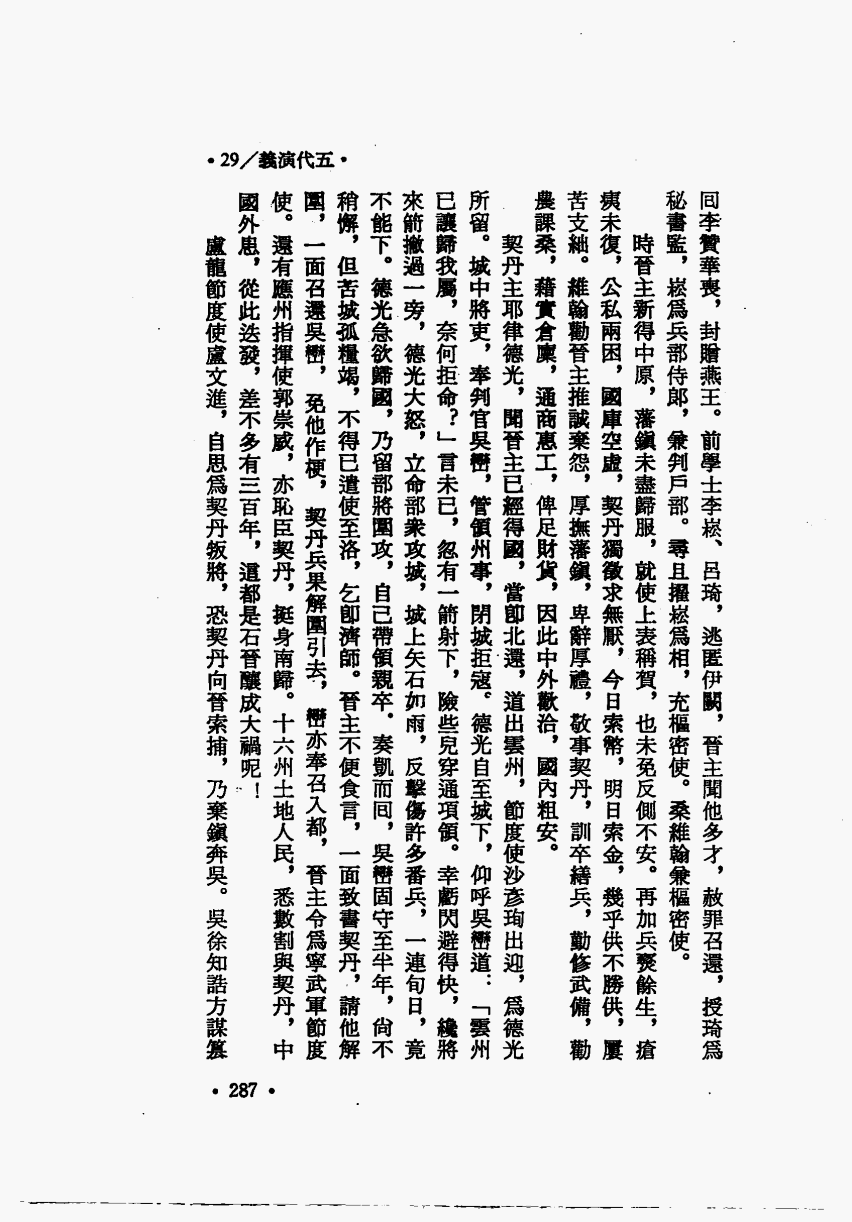 •29／義演代五•
回李贊華喪，封贈燕王。前學士李崧、呂琦，逃匿伊闕，晉主聞他多才，赦罪召還，授琦爲
秘書監，崧爲兵部侍郎，兼判戶部。尋且擢崧爲相，充樞密使。桑維翰兼樞密使。
時晉主新得中原，藩鎮未盡歸服，就使上表稱賀，也未免反側不安。再加兵燹餘生，瘡
痍未復，公私兩困，國庫空虛，契丹獨徵求無厭，今日索幣，明日索金，幾乎供不勝供，屢
苦支絀。維翰勸晉主推誠棄怨，厚撫藩鎮，卑辭厚禮，敬事契丹，訓卒繕兵，勤修武備，勸
農課桑，藉實倉廩，通商惠工，俾足財貨，因此中外歡洽，國內粗安。
契丹主耶律德光，聞晉主已經得國，當卽北還，道出雲州，節度使沙彥珣出迎，爲德光
所留。城中將吏，奉判官吳巒，管領州事，閉城拒寇。德光自至城下，仰呼吳巒道：「雲州
已讓歸我屬，奈何拒命？」言未已，忽有一箭射下，險些兒穿通項領。幸虧閃避得快，纔將
來箭撇過一旁，德光大怒，立命部衆攻城，城上矢石如雨，反擊傷許多番兵，一連旬日，竟
不能下。德光急欲歸國，乃留部將圍攻，自己帶領親卒．奏凱而回，吳巒固守至半年，尙不
稍懈，但苦城孤糧竭，不得已遣使至洛，乞卽濟師。晉主不便食言，一面致書契丹，請他解
圍，一面召還吳巒，免他作梗，契丹兵果解圍引去，巒亦奉召入都，晉主令爲寧武軍節度
使。還有應州指揮使郭崇威，亦恥臣契丹，挺身南歸。十六州土地人民，悉數割與契丹，中
國外患，從此迭發，差不多有三百年，這都是石晉釀成大禍呢！
盧龍節度使盧文進，自思爲契丹叛將，恐契丹向晉索捕，乃棄鎮奔吳。吳徐知誥方謀篡
•287•